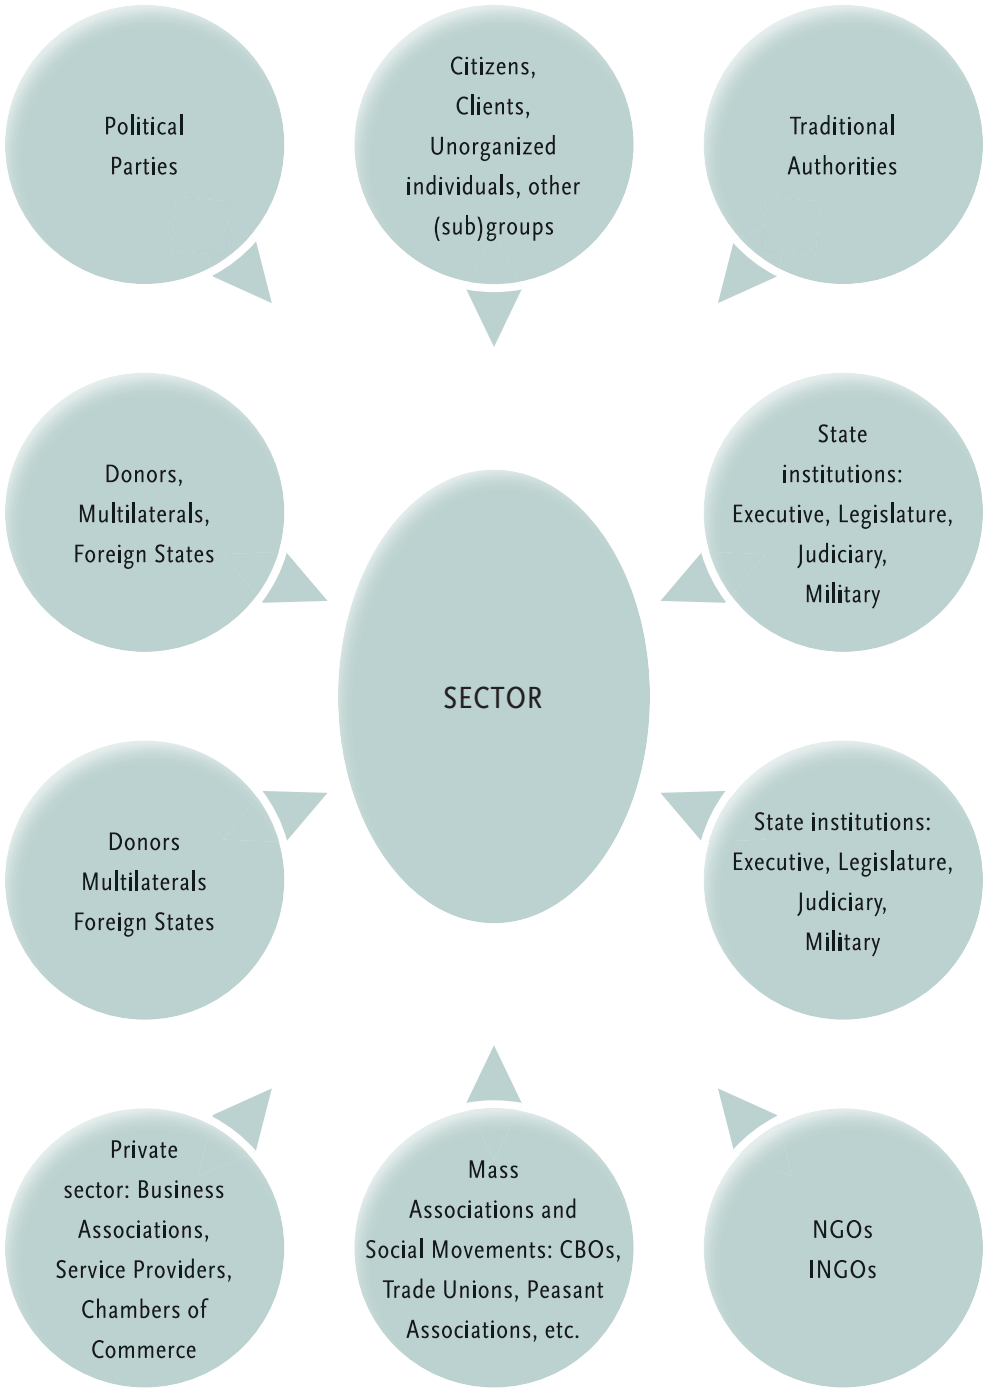 Political
Parties
Citizens,
Clients,
Unorganized
individuals, other
(sub)groups
Traditional
Authorities
Donors,
Multilaterals,
Foreign States
State
institutions:
Executive, Legislature,
Judiciary,
Military
SECTOR
Donors
Multilaterals
Foreign States
State institutions:
Executive, Legislature,
Judiciary,
Military
Private
sector: Business
Associations,
Service Providers,
Chambers of
Commerce
Mass
Associations and
Social Movements: CBOs,
Trade Unions, Peasant
Associations, etc.
NGOs
INGOs